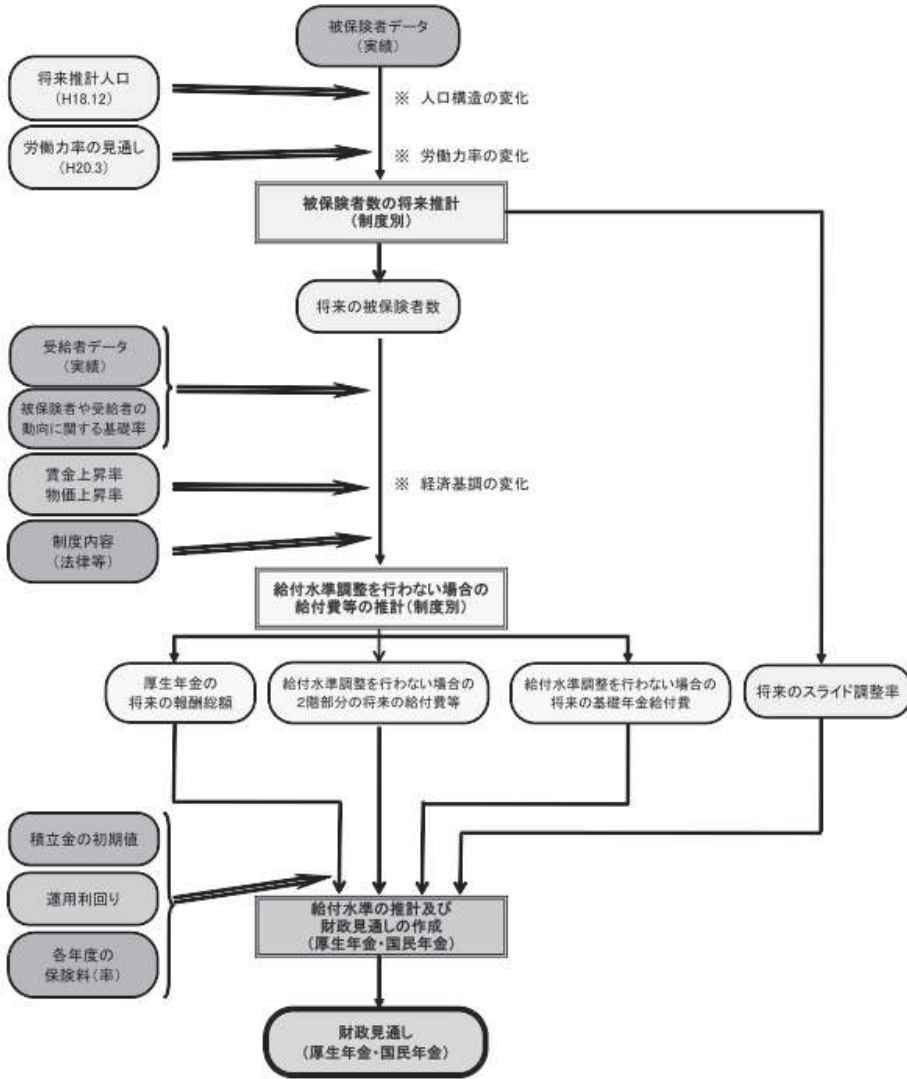 被保険者データ
(実績)
将来推計人口
(H18.12)
※ 人口構造の変化
労働力率の見通し
(H20.3)
※ 労働力率の変化
被保険者数の将来推計
(制度別)
将来の被保険者数
受給者データ
(実績)
被保険者や受給者の
動向に関する基礎率
賃金上昇率
物価上昇率
※ 経済基調の変化
制度内容
(法律等)
給付水準調整を行わない場合の
給付費等の推計(制度別)
厚生年金の
将来の報酬総額
給付水準調整を行わない場合の
2階部分の将来の給付費等
給付水準調整を行わない場合の
将来の基礎年金給付費
将来のスライド調整率
積立金の初期値
運用利回り
各年度の
保険料(率)
給付水準の推計及び
財政見通しの作成
(厚生年金・国民年金)
財政見通し
(厚生年金・国民年金)